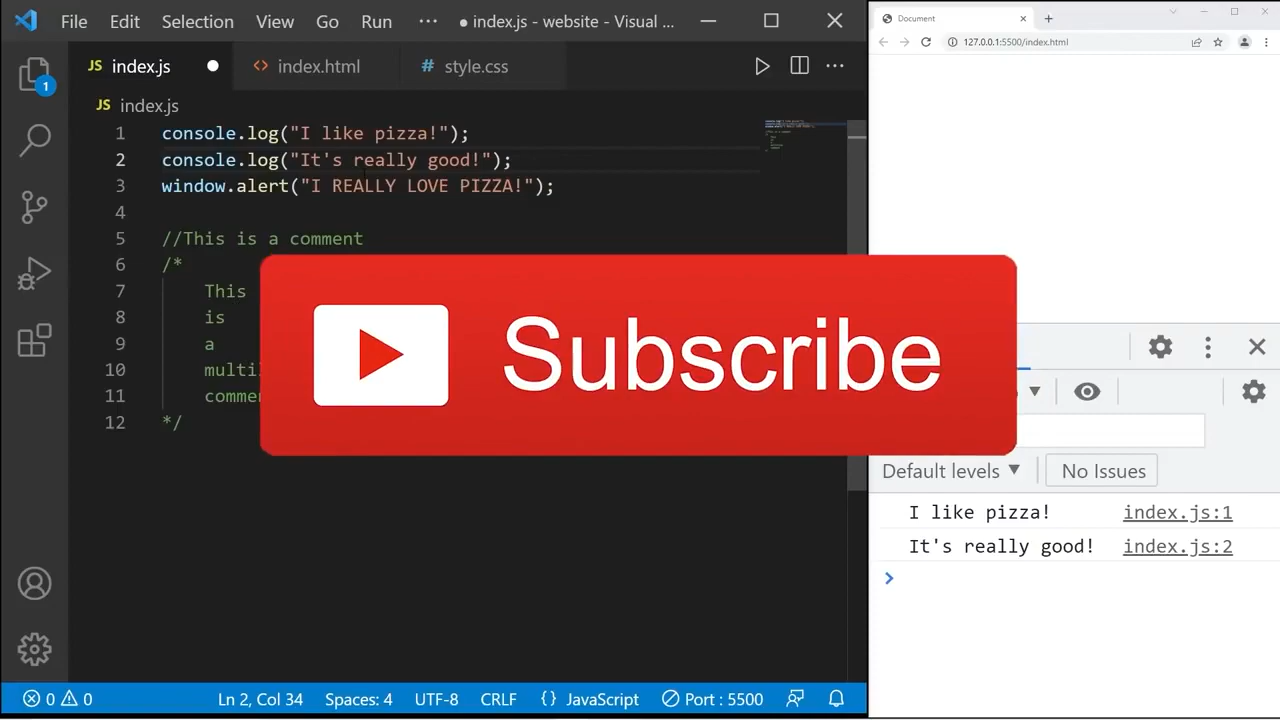 File Edit Selection View Go Run ··· ● index.js - website - Visual ...
JS index.js ● <> index.html # style.css
JS index.js
1 console.log("I like pizza!");
2 console.log("It's really good!");
3 window.alert("I REALLY LOVE PIZZA!");
4
5 //This is a comment
6 /*
7 This
8 is
9 a
10 multil
11 commen
12 */
Subscribe
1
0 0 Ln 2, Col 34 Spaces: 4 UTF-8 CRLF {} JavaScript Port : 5500
Document
127.0.0.1:5500/index.html
Default levels ▼ No Issues
I like pizza! index.js:1
It's really good! index.js:2